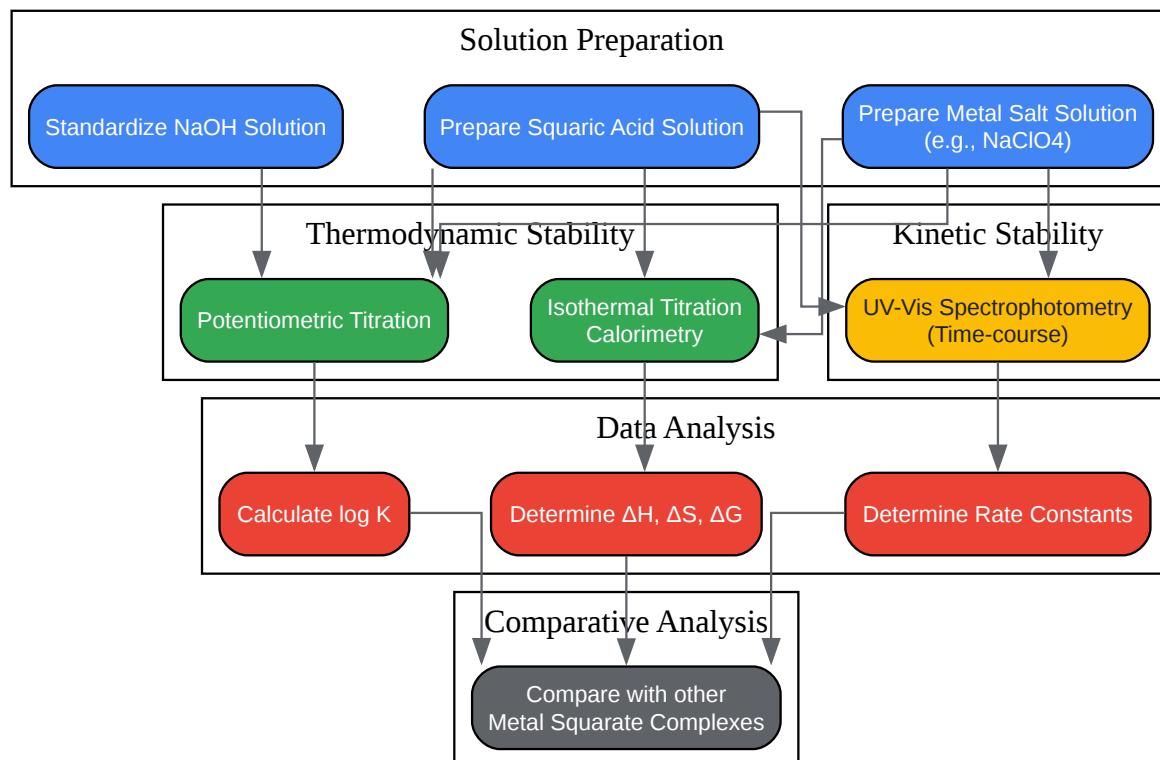 Solution Preparation
Standardize NaOH Solution
Prepare Squaric Acid Solution
Prepare Metal Salt Solution
(e.g., NaClO4)
Thermodynamic Stability
Kinetic Stability
Potentiometric Titration
Isothermal Titration
Calorimetry
UV-Vis Spectrophotometry
(Time-course)
Data Analysis
Calculate log K
Determine ΔH, ΔS, ΔG
Determine Rate Constants
Comparative Analysis
Compare with other
Metal Squarate Complexes